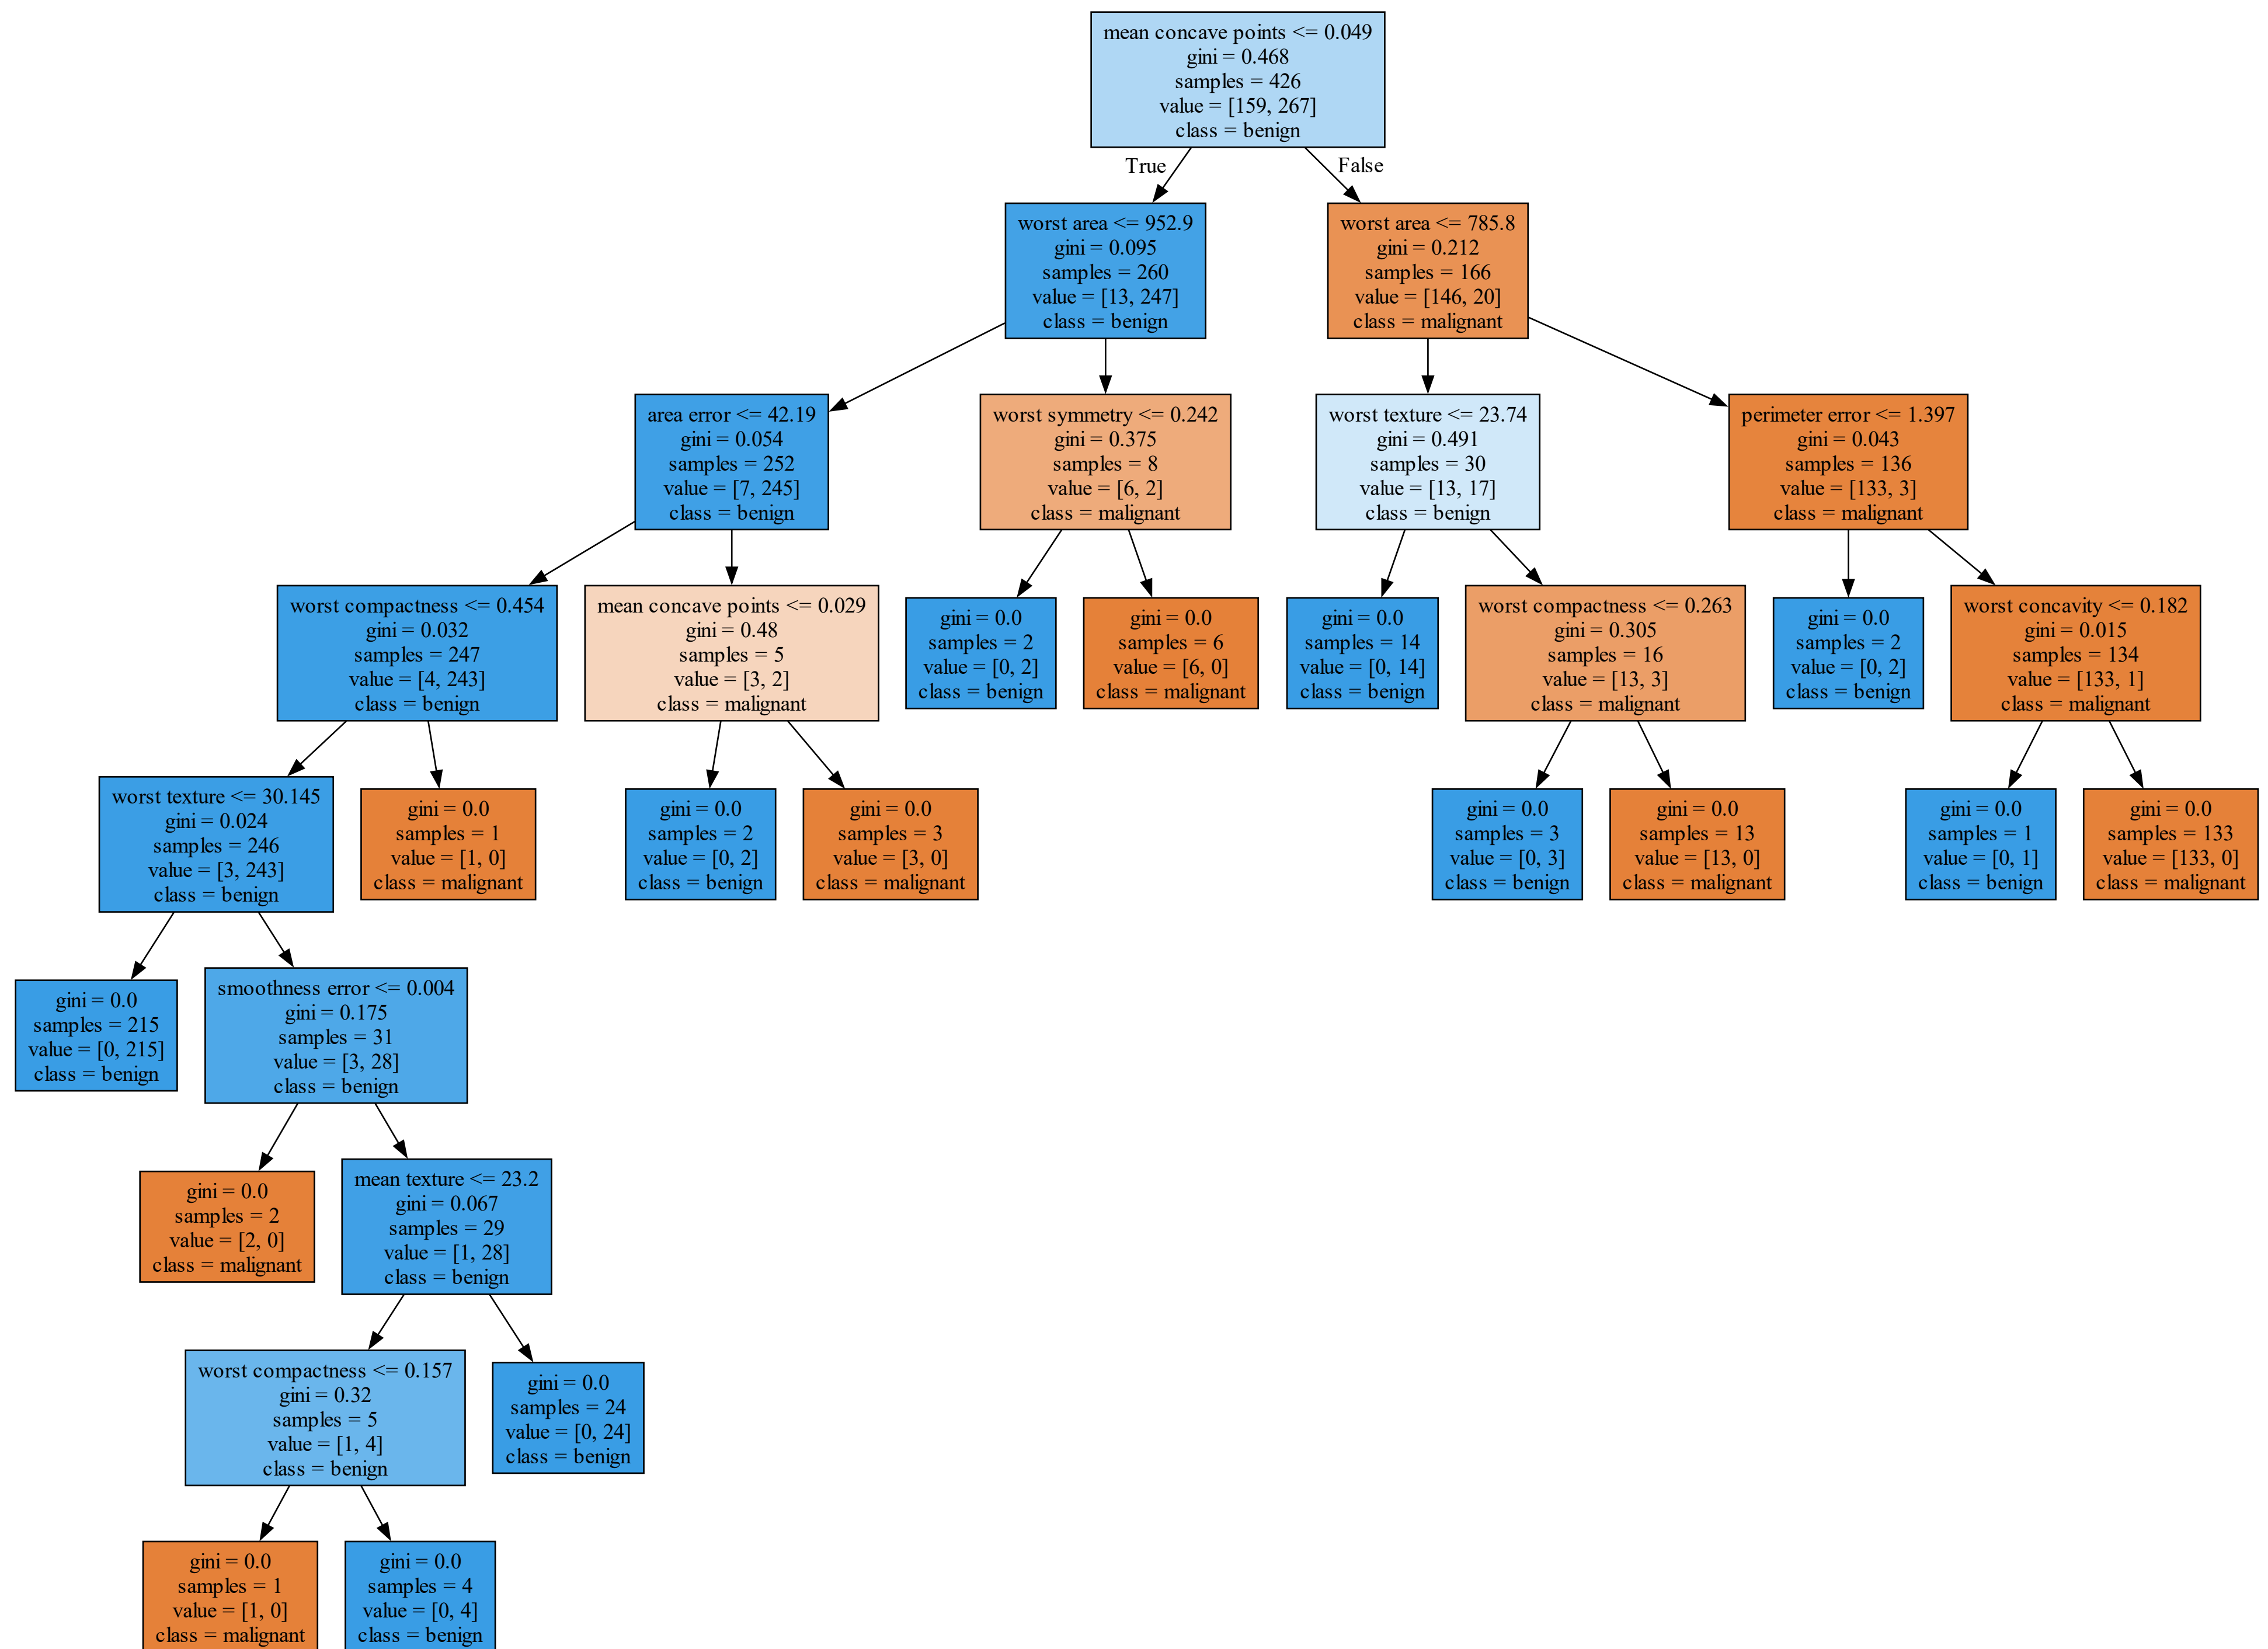 mean concave points <= 0.049
gini = 0.468
samples = 426
value = [159, 267]
class = benign
True
False
worst area <= 952.9
gini = 0.095
samples = 260
value = [13, 247]
class = benign
worst area <= 785.8
gini = 0.212
samples = 166
value = [146, 20]
class = malignant
area error <= 42.19
gini = 0.054
samples = 252
value = [7, 245]
class = benign
worst symmetry <= 0.242
gini = 0.375
samples = 8
value = [6, 2]
class = malignant
worst texture <= 23.74
gini = 0.491
samples = 30
value = [13, 17]
class = benign
perimeter error <= 1.397
gini = 0.043
samples = 136
value = [133, 3]
class = malignant
worst compactness <= 0.454
gini = 0.032
samples = 247
value = [4, 243]
class = benign
mean concave points <= 0.029
gini = 0.48
samples = 5
value = [3, 2]
class = malignant
gini = 0.0
samples = 2
value = [0, 2]
class = benign
gini = 0.0
samples = 6
value = [6, 0]
class = malignant
gini = 0.0
samples = 14
value = [0, 14]
class = benign
worst compactness <= 0.263
gini = 0.305
samples = 16
value = [13, 3]
class = malignant
gini = 0.0
samples = 2
value = [0, 2]
class = benign
worst concavity <= 0.182
gini = 0.015
samples = 134
value = [133, 1]
class = malignant
worst texture <= 30.145
gini = 0.024
samples = 246
value = [3, 243]
class = benign
gini = 0.0
samples = 1
value = [1, 0]
class = malignant
gini = 0.0
samples = 2
value = [0, 2]
class = benign
gini = 0.0
samples = 3
value = [3, 0]
class = malignant
gini = 0.0
samples = 3
value = [0, 3]
class = benign
gini = 0.0
samples = 13
value = [13, 0]
class = malignant
gini = 0.0
samples = 1
value = [0, 1]
class = benign
gini = 0.0
samples = 133
value = [133, 0]
class = malignant
gini = 0.0
samples = 215
value = [0, 215]
class = benign
smoothness error <= 0.004
gini = 0.175
samples = 31
value = [3, 28]
class = benign
gini = 0.0
samples = 2
value = [2, 0]
class = malignant
mean texture <= 23.2
gini = 0.067
samples = 29
value = [1, 28]
class = benign
worst compactness <= 0.157
gini = 0.32
samples = 5
value = [1, 4]
class = benign
gini = 0.0
samples = 24
value = [0, 24]
class = benign
gini = 0.0
samples = 1
value = [1, 0]
class = malignant
gini = 0.0
samples = 4
value = [0, 4]
class = benign